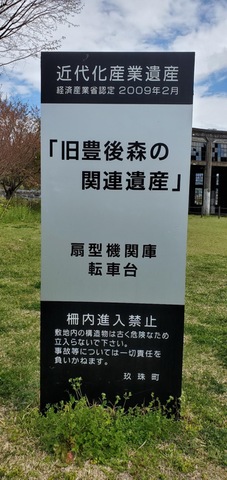 近代化産業遺産
経済産業省認定 2009年2月
「旧豊後森の
関連遺産」
扇型機関庫
転車台
柵内進入禁止
敷地内の構造物は古く危険なため
立入らないで下さい。
事故等については一切責任を
負いかねます。
玖珠町